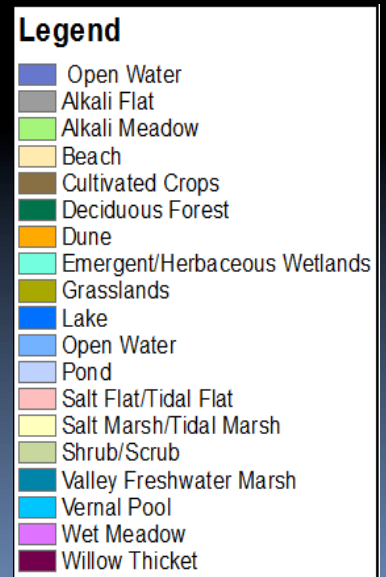 Legend
Open Water
Alkali Flat
Alkali Meadow
Beach
Cultivated Crops
Deciduous Forest
Dune
Emergent/Herbaceous Wetlands
Grasslands
Lake
Open Water
Pond
Salt Flat/Tidal Flat
Salt Marsh/Tidal Marsh
Shrub/Scrub
Valley Freshwater Marsh
Vernal Pool
Wet Meadow
Willow Thicket